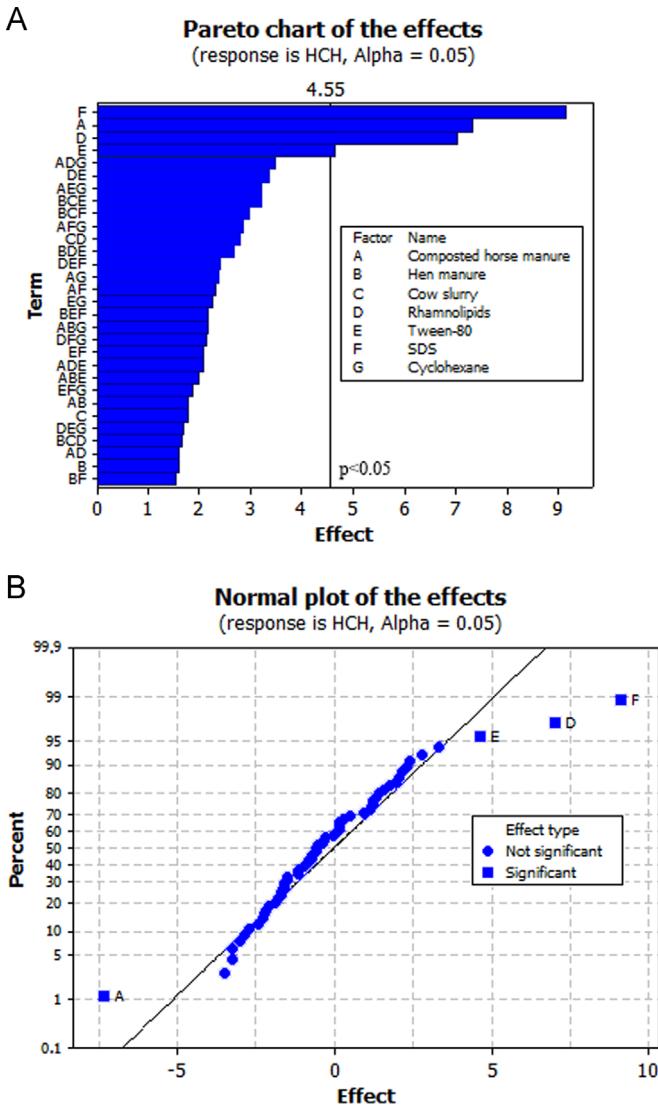 A
Pareto chart of the effects
(response is HCH, Alpha = 0.05)
4.55
F
A
D
E
ADG
DE
AEG
BCE
BCF
AFG
CD
BDE
DEF
AG
AF
EG
BEF
ABG
DFG
EF
ADE
ABE
EFG
AB
C
DEG
BCD
AD
B
BF
Term
Factor Name
A Composted horse manure
B Hen manure
C Cow slurry
D Rhamnolipids
E Tween-80
F SDS
G Cyclohexane
p<0.05
0 1 2 3 4 5 6 7 8 9
Effect
B
Normal plot of the effects
(response is HCH, Alpha = 0.05)
99,9
99
95
90
80
70
60
50
40
30
20
10
5
1
0.1
Percent
F
D
E
A
Effect type
Not significant
Significant
-5 0 5 10
Effect